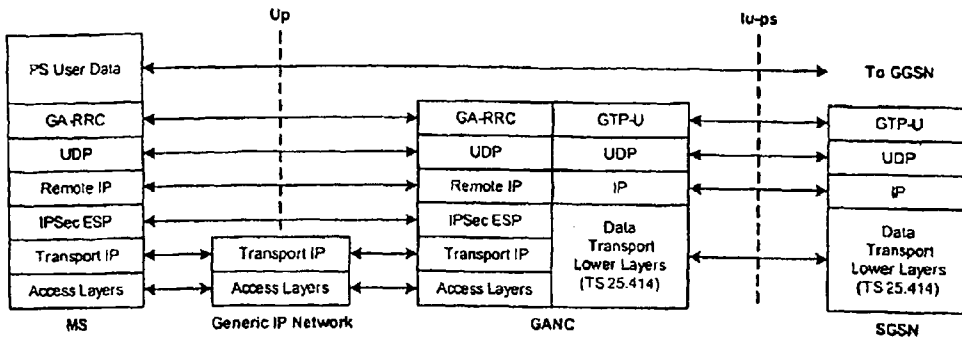 Up
Iu-ps
PS User Data
To GGSN
GA-RRC
GA-RRC
GTP-U
GTP-U
UDP
UDP
UDP
UDP
Remote IP
Remote IP
IP
IP
IPSec ESP
IPSec ESP
Data
Transport
Lower Layers
(TS 25.414)
Data
Transport
Lower Layers
(TS 25.414)
Transport IP
Transport IP
Transport IP
Access Layers
Access Layers
Access Layers
MS
Generic IP Network
GANC
SGSN